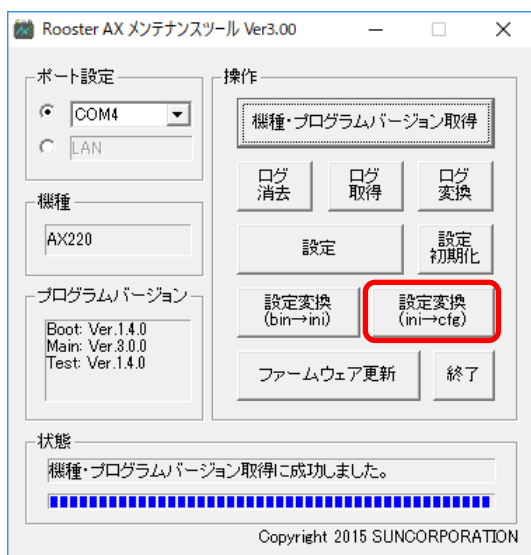 Rooster AX メンテナンスツール Ver3.00
ポート設定
COM4
LAN
機種
AX220
プログラムバージョン
Boot: Ver.1.4.0
Main: Ver.3.0.0
Test: Ver.1.4.0
操作
機種・プログラムバージョン取得
ログ
消去
ログ
取得
ログ
変換
設定
設定
初期化
設定変換
(bin→ini)
設定変換
(ini→cfg)
ファームウェア更新
終了
状態
機種・プログラムバージョン取得に成功しました。
Copyright 2015 SUNCORPORATION